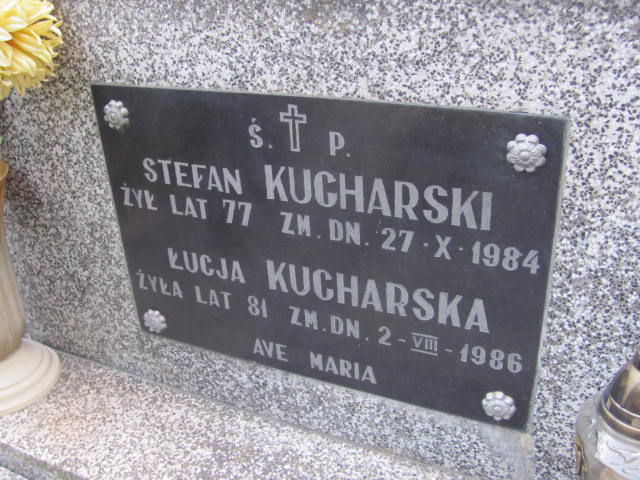 Ś. P.
STEFAN KUCHARSKI
ŻYŁ LAT 77 ZM. DN. 27-X-1984
ŁUCJA KUCHARSKA
ŻYŁA LAT 81 ZM. DN. 2-VIII-1986
AVE MARIA